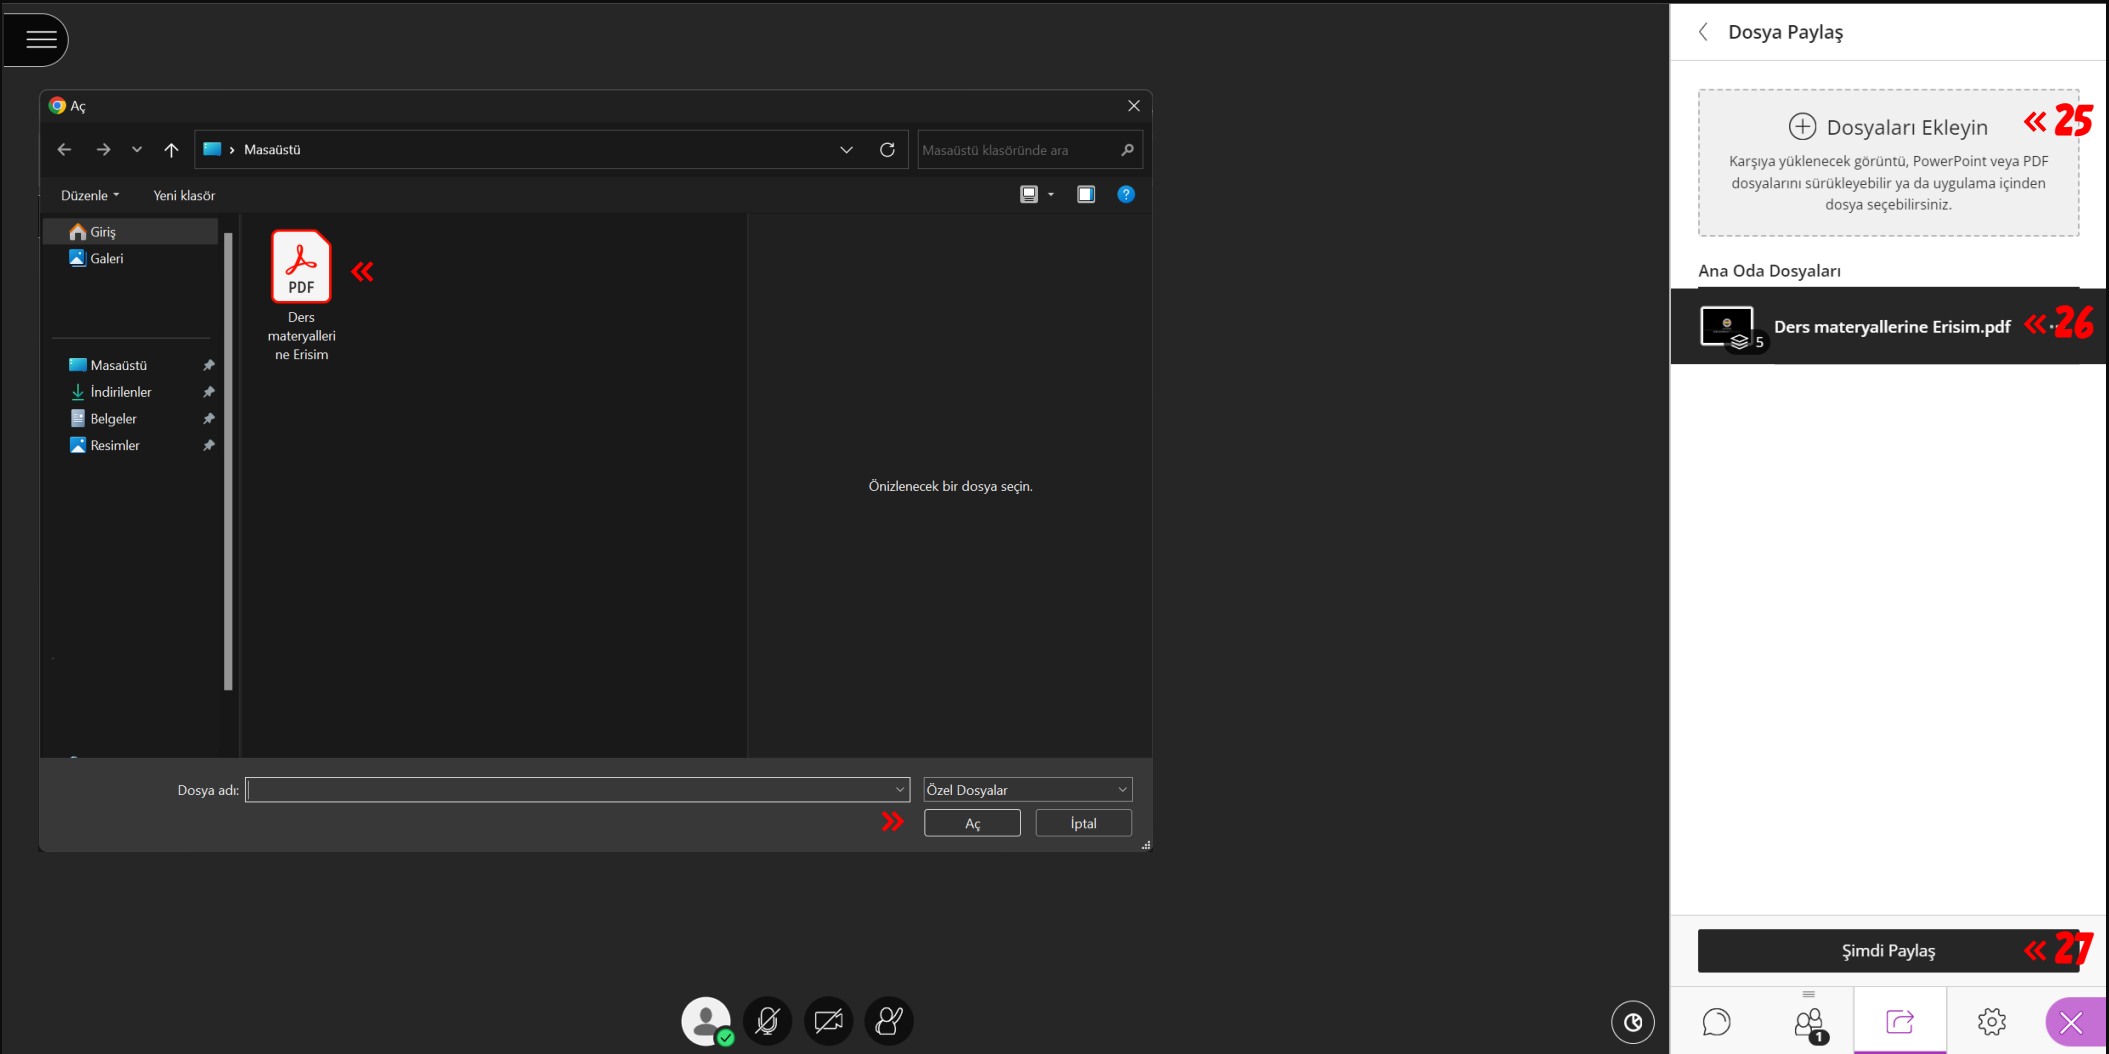 Aç
Masaüstü
Masaüstü klasöründe ara
Düzenle
Yeni klasör
?
Giriş
Galeri
Masaüstü
İndirilenler
Belgeler
Resimler
PDF
Ders
materyalleri
ne Erisim
Önizlenecek bir dosya seçin.
Dosya adı:
Özel Dosyalar
Aç
İptal
Dosya Paylaş
Dosyaları Ekleyin
25
Karşıya yüklenecek görüntü, PowerPoint veya PDF
dosyalarını sürükleyebilir ya da uygulama içinden
dosya seçebilirsiniz.
Ana Oda Dosyaları
5
Ders materyallerine Erisim.pdf
26
Şimdi Paylaş
27
1